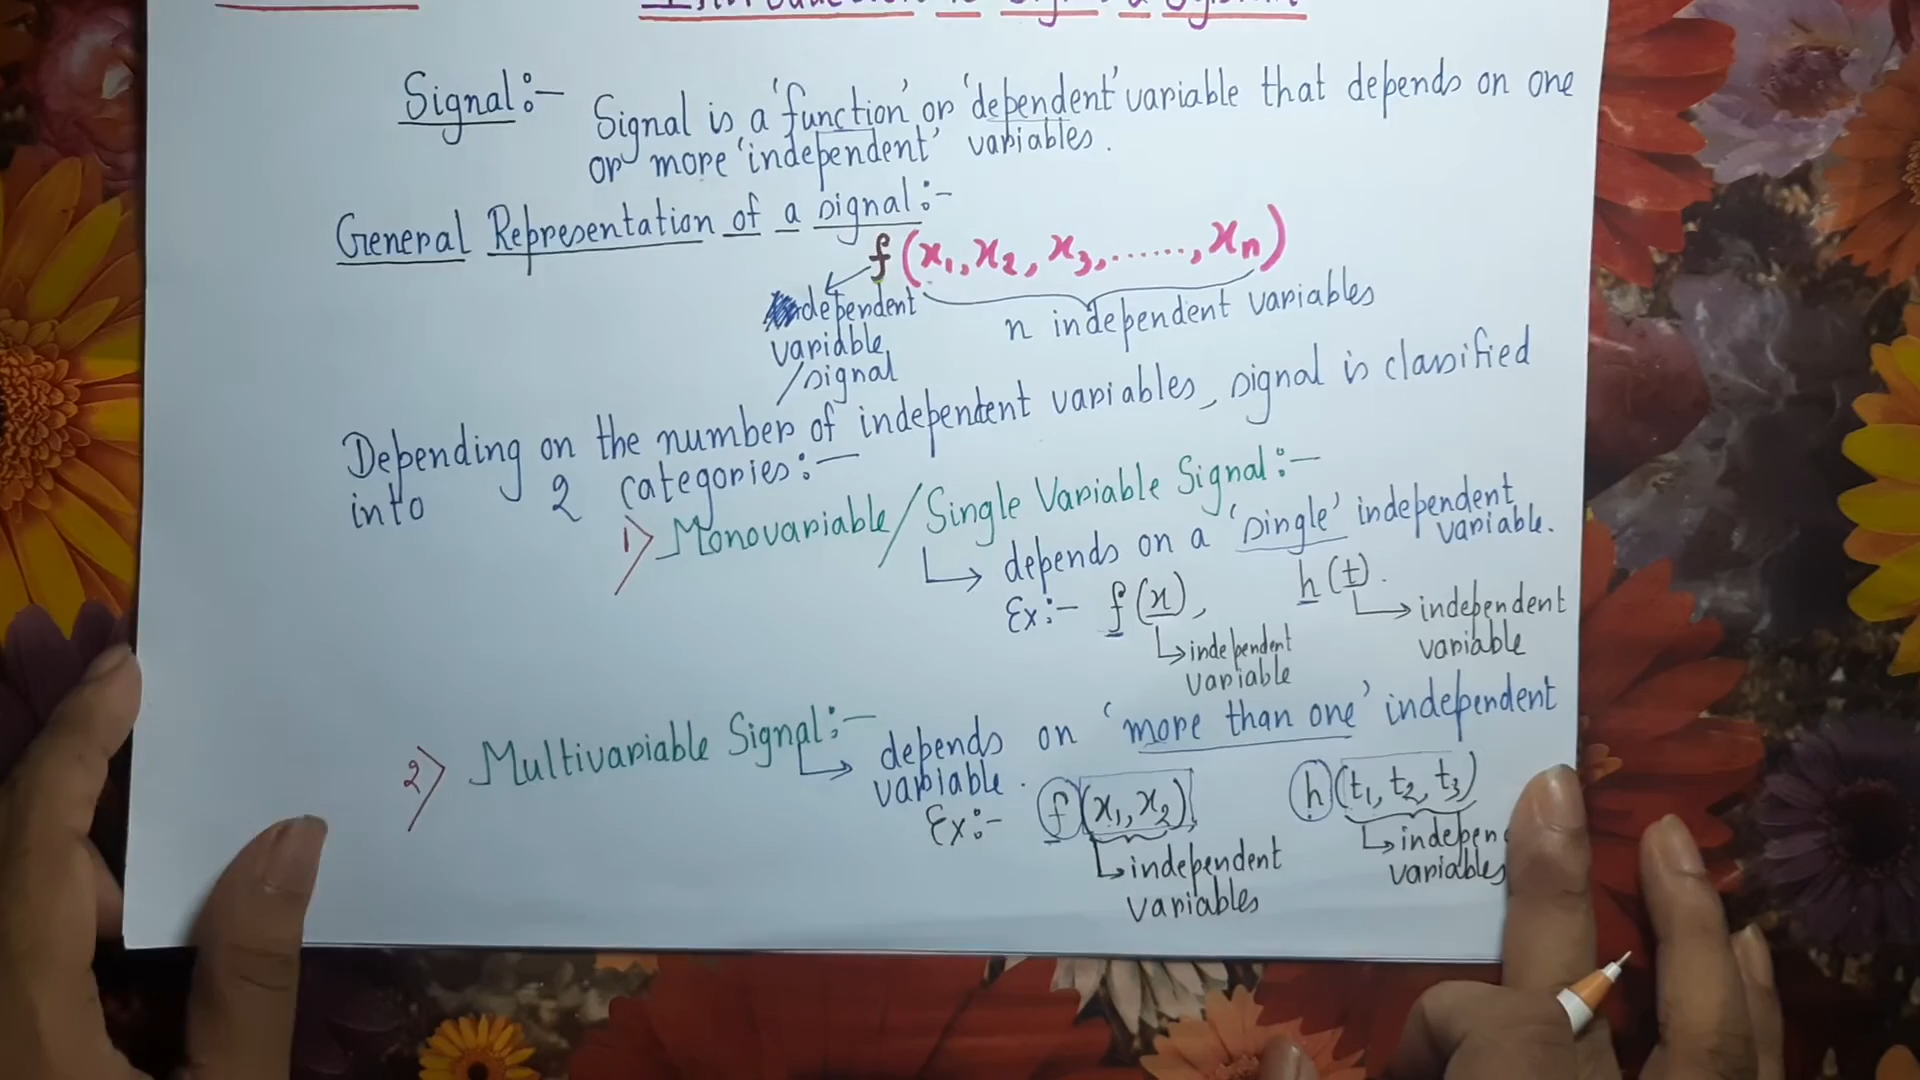 Signal:- Signal is a 'function' or 'dependent' variable that depends on one
or more 'independent' variables.
General Representation of a signal:-
f (x₁, x₂, x₃, ......, xₙ)
dependent
variable
/signal
n independent variables
Depending on the number of independent variables, signal is classified
into 2 categories:-
1) Monovariable/Single Variable Signal:-
depends on a 'single' independent
variable.
Ex:- f(x), h(t).
independent
variable
independent
variable
2) Multivariable Signal:-
depends on 'more than one' independent
variable.
Ex:- f(x₁, x₂) h(t₁, t₂, t₃)
independent
variables
indepen
variables